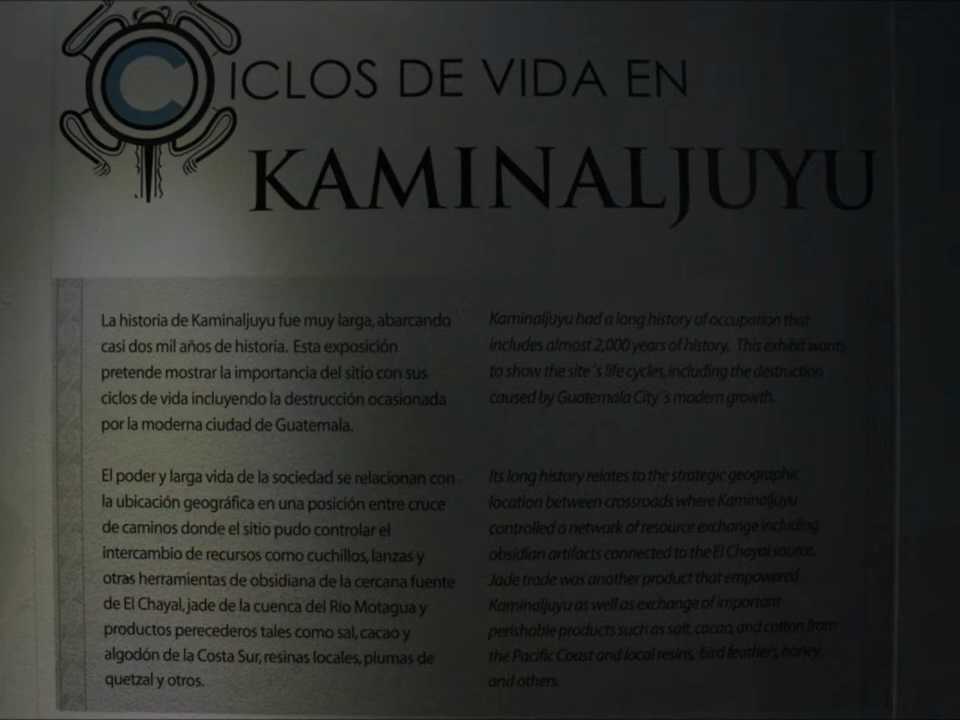 CICLOS DE VIDA EN
KAMINALJUYU
La historia de Kaminaljuyu fue muy larga, abarcando
casi dos mil años de historia. Esta exposición
pretende mostrar la importancia del sitio con sus
ciclos de vida incluyendo la destrucción ocasionada
por la moderna ciudad de Guatemala.
El poder y larga vida de la sociedad se relacionan con
la ubicación geográfica en una posición entre cruce
de caminos donde el sitio pudo controlar el
intercambio de recursos como cuchillos, lanzas y
otras herramientas de obsidiana de la cercana fuente
de El Chayal, jade de la cuenca del Río Motagua y
productos perecederos tales como sal, cacao y
algodón de la Costa Sur, resinas locales, plumas de
quetzal y otros.
Kaminaljuyu had a long history of occupation that
includes almost 2,000 years of history. This exhibit wants
to show the site´s life cycles, including the destruction
caused by Guatemala City´s modern growth.
Its long history relates to the strategic geographic
location between crossroads where Kaminaljuyu
controlled a network of resource exchange including
obsidian artifacts connected to the El Chayal source.
Jade trade was another product that empowered
Kaminaljuyu as well as exchange of important
perishable products such as salt, cacao, and cotton from
the Pacific Coast and local resins, bird feathers, honey,
and others.